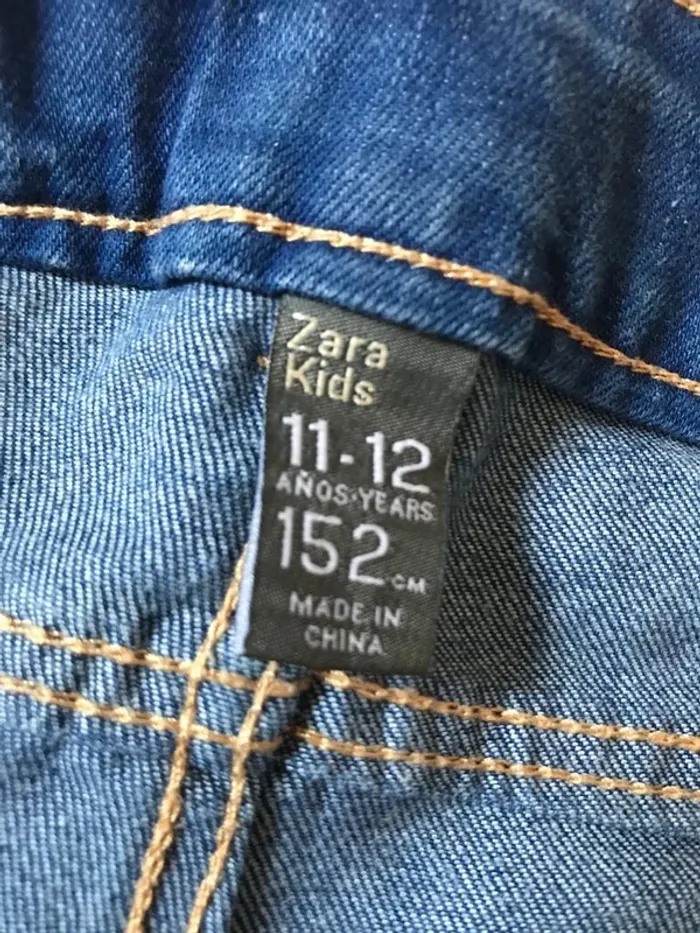 Zara
Kids
11-12
AÑOS·YEARS
152 CM
MADE IN
CHINA